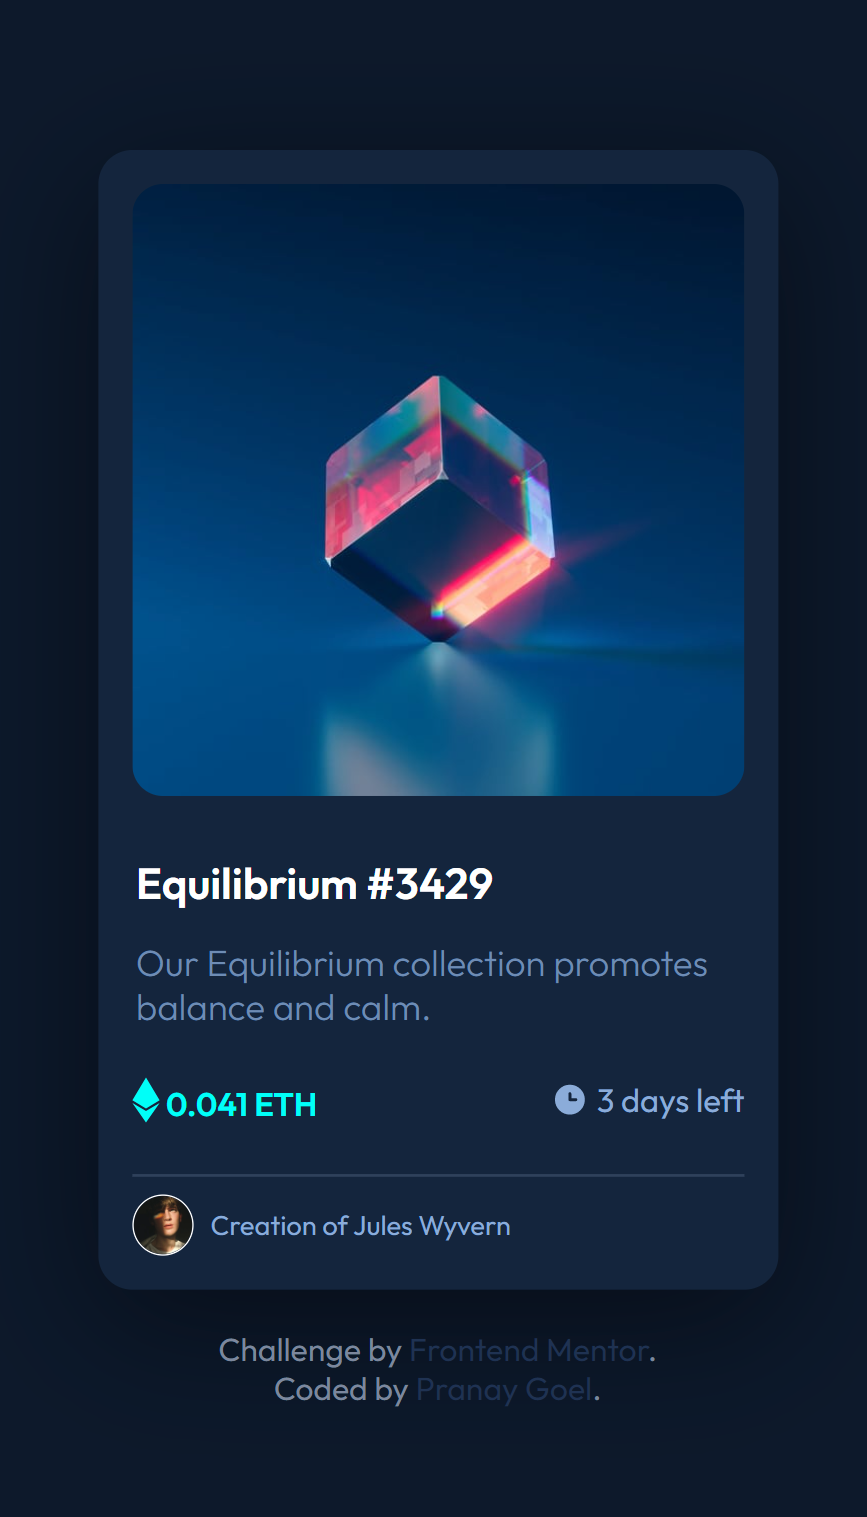 Equilibrium #3429
Our Equilibrium collection promotes
balance and calm.
0.041 ETH
3 days left
Creation of Jules Wyvern
Challenge by Frontend Mentor.
Coded by Pranay Goel.